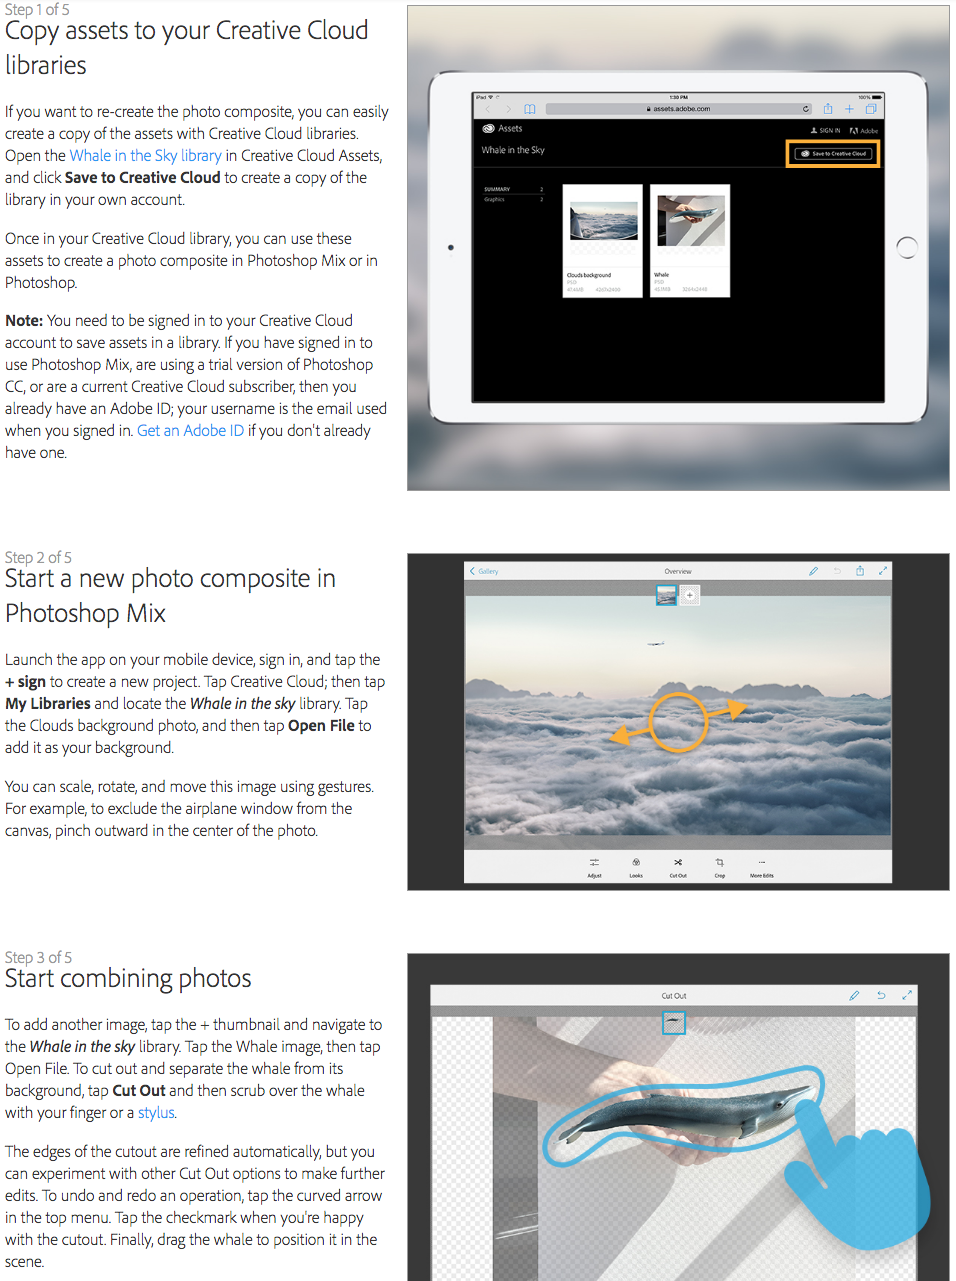 Step 1 of 5
Copy assets to your Creative Cloud
libraries
If you want to re-create the photo composite, you can easily
create a copy of the assets with Creative Cloud libraries.
Open the Whale in the Sky library in Creative Cloud Assets,
and click Save to Creative Cloud to create a copy of the
library in your own account.
Once in your Creative Cloud library, you can use these
assets to create a photo composite in Photoshop Mix or in
Photoshop.
Note: You need to be signed in to your Creative Cloud
account to save assets in a library. If you have signed in to
use Photoshop Mix, are using a trial version of Photoshop
CC, or are a current Creative Cloud subscriber, then you
already have an Adobe ID; your username is the email used
when you signed in. Get an Adobe ID if you don't already
have one.
iPad
1:30 PM
100%
assets.adobe.com
Assets
SIGN IN
Adobe
Whale in the Sky
Save to Creative Cloud
SUMMARY 2
Graphics 2
Clouds background
PSD
Whale
PSD
Step 2 of 5
Start a new photo composite in
Photoshop Mix
Launch the app on your mobile device, sign in, and tap the
+ sign to create a new project. Tap Creative Cloud; then tap
My Libraries and locate the Whale in the sky library. Tap
the Clouds background photo, and then tap Open File to
add it as your background.
You can scale, rotate, and move this image using gestures.
For example, to exclude the airplane window from the
canvas, pinch outward in the center of the photo.
Gallery
Overview
Adjust
Looks
Cut Out
Crop
More Edits
Step 3 of 5
Start combining photos
To add another image, tap the + thumbnail and navigate to
the Whale in the sky library. Tap the Whale image, then tap
Open File. To cut out and separate the whale from its
background, tap Cut Out and then scrub over the whale
with your finger or a stylus.
The edges of the cutout are refined automatically, but you
can experiment with other Cut Out options to make further
edits. To undo and redo an operation, tap the curved arrow
in the top menu. Tap the checkmark when you're happy
with the cutout. Finally, drag the whale to position it in the
scene.
Cut Out